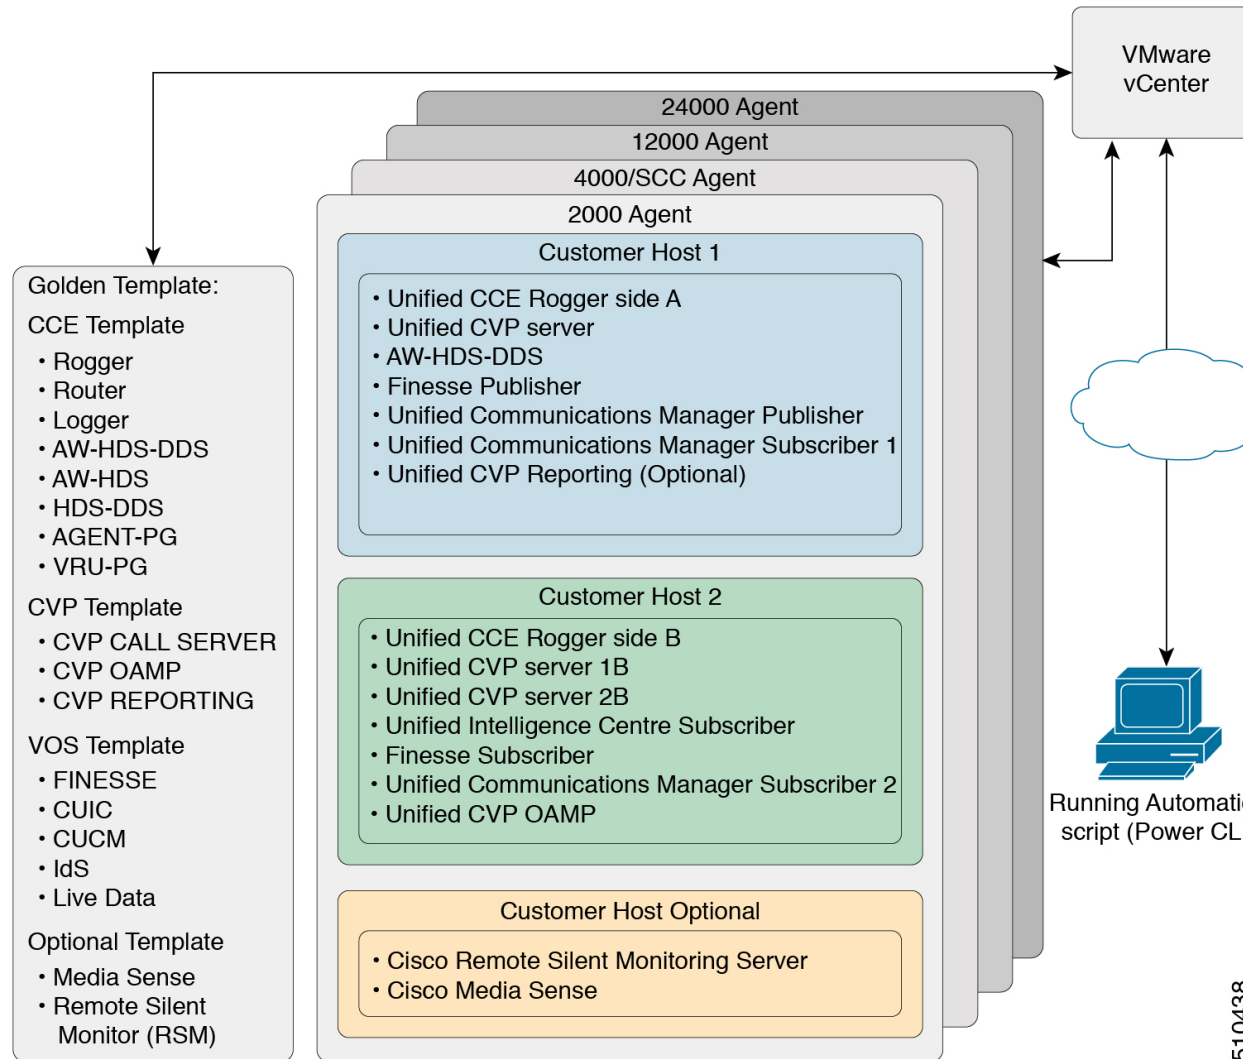 VMware
vCenter
24000 Agent
12000 Agent
4000/SCC Agent
2000 Agent
Customer Host 1
• Unified CCE Rogger side A
• Unified CVP server
• AW-HDS-DDS
• Finesse Publisher
• Unified Communications Manager Publisher
• Unified Communications Manager Subscriber 1
• Unified CVP Reporting (Optional)
Customer Host 2
• Unified CCE Rogger side B
• Unified CVP server 1B
• Unified CVP server 2B
• Unified Intelligence Centre Subscriber
• Finesse Subscriber
• Unified Communications Manager Subscriber 2
• Unified CVP OAMP
Customer Host Optional
• Cisco Remote Silent Monitoring Server
• Cisco Media Sense
Golden Template:
CCE Template
• Rogger
• Router
• Logger
• AW-HDS-DDS
• AW-HDS
• HDS-DDS
• AGENT-PG
• VRU-PG
CVP Template
• CVP CALL SERVER
• CVP OAMP
• CVP REPORTING
VOS Template
• FINESSE
• CUIC
• CUCM
• IdS
• Live Data
Optional Template
• Media Sense
• Remote Silent
Monitor (RSM)
Running Automatic
script (Power CL
510438